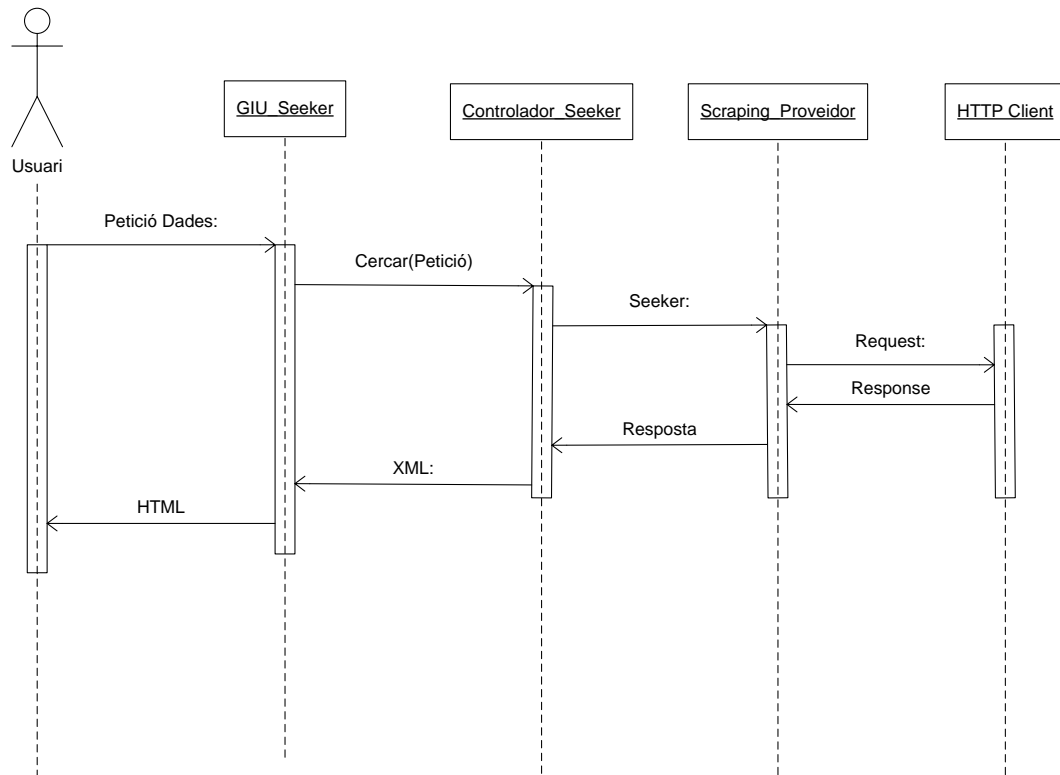 GIU_Seeker
Controlador_Seeker
Scraping_Proveidor
HTTP Client
Usuari
Petició Dades:
Cercar(Petició)
Seeker:
Request:
Response
Resposta
XML:
HTML